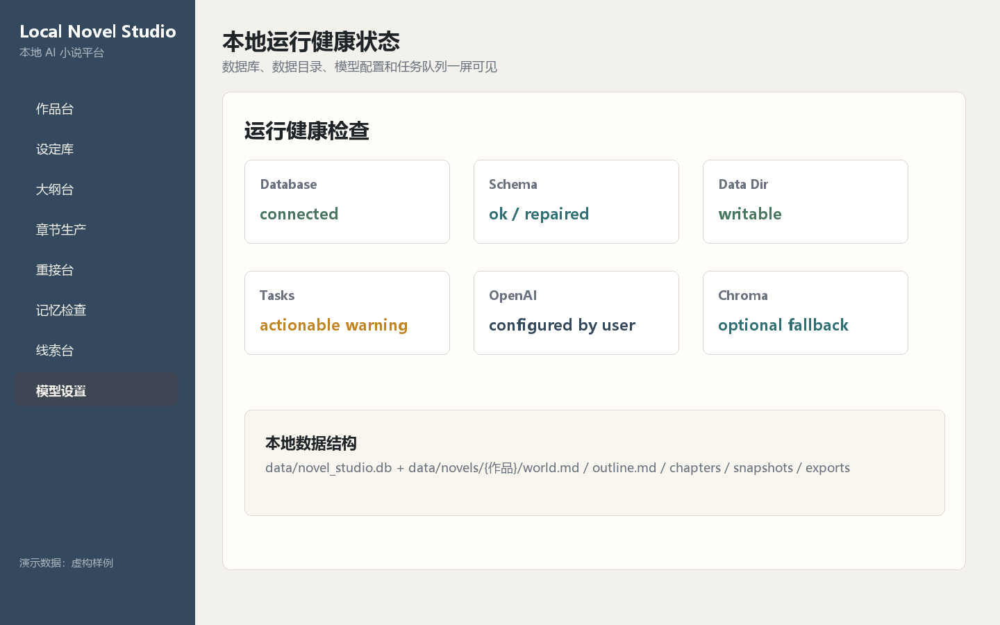 Local Novel Studio
本地 AI 小说平台
作品台
设定库
大纲台
章节生产
重接台
记忆检查
线索台
模型设置
演示数据：虚构样例
本地运行健康状态
数据库、数据目录、模型配置和任务队列一屏可见
运行健康检查
Database
connected
Schema
ok / repaired
Data Dir
writable
Tasks
actionable warning
OpenAI
configured by user
Chroma
optional fallback
本地数据结构
data/novel_studio.db + data/novels/{作品}/world.md / outline.md / chapters / snapshots / exports